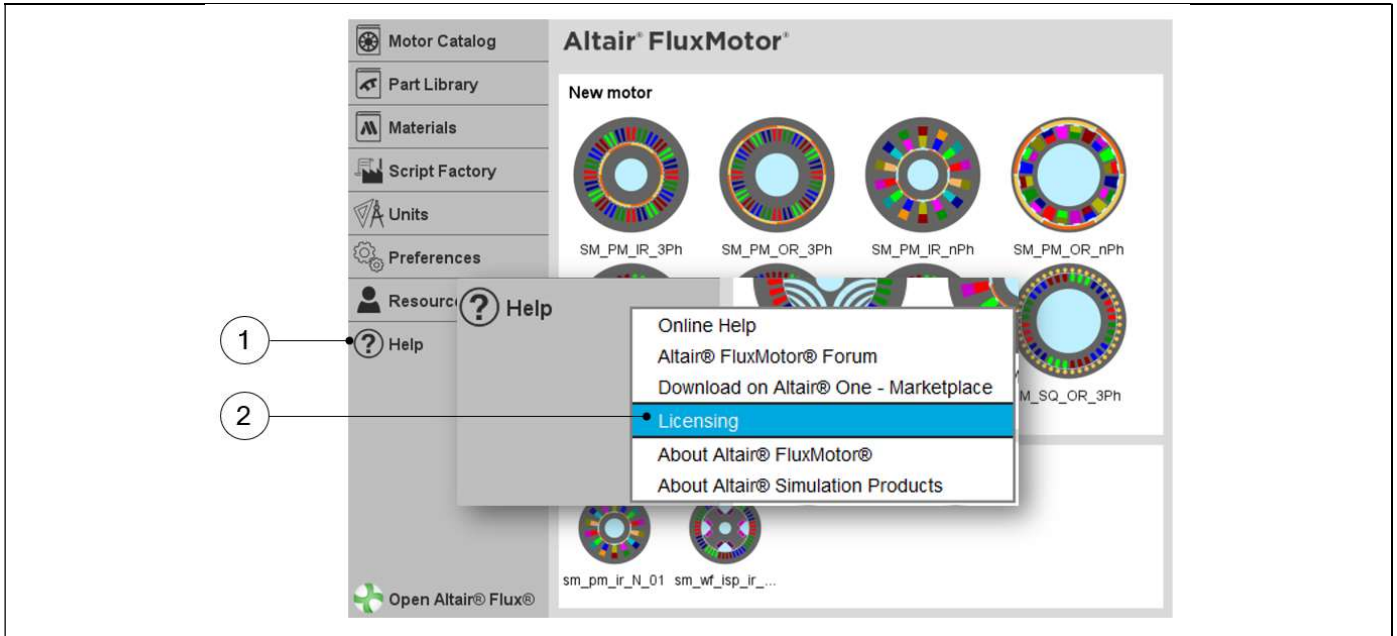 Motor Catalog
Part Library
Materials
Script Factory
Units
Preferences
Resourc
Help
Open Altair® Flux®
Altair® FluxMotor®
New motor
SM_PM_IR_3Ph SM_PM_OR_3Ph SM_PM_IR_nPh SM_PM_OR_nPh
M_SQ_OR_3Ph
sm_pm_ir_N_01 sm_wf_isp_ir_...
1
2
? Help
Online Help
Altair® FluxMotor® Forum
Download on Altair® One - Marketplace
Licensing
About Altair® FluxMotor®
About Altair® Simulation Products